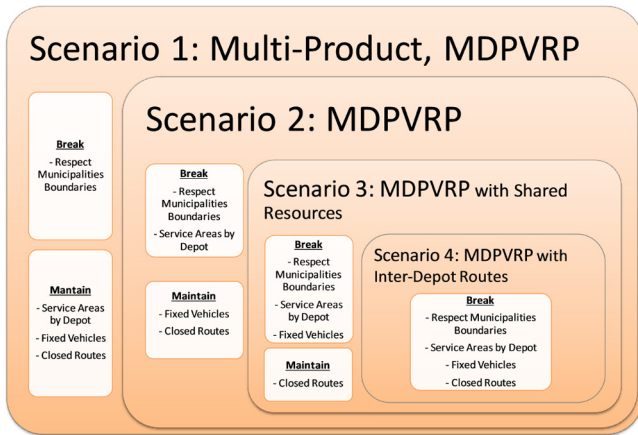 Scenario 1: Multi-Product, MDPVRP
Break
- Respect
Municipalities
Boundaries
Mantain
- Service Areas
by Depot
- Fixed Vehicles
- Closed Routes
Scenario 2: MDPVRP
Break
- Respect
Municipalities
Boundaries
- Service Areas by
Depot
Maintain
- Fixed Vehicles
- Closed Routes
Scenario 3: MDPVRP with Shared
Resources
Break
- Respect
Municipalities
Boundaries
- Service Areas
by Depot
- Fixed Vehicles
Maintain
- Closed Routes
Scenario 4: MDPVRP with
Inter-Depot Routes
Break
- Respect Municipalities
Boundaries
- Service Areas by Depot
- Fixed Vehicles
- Closed Routes